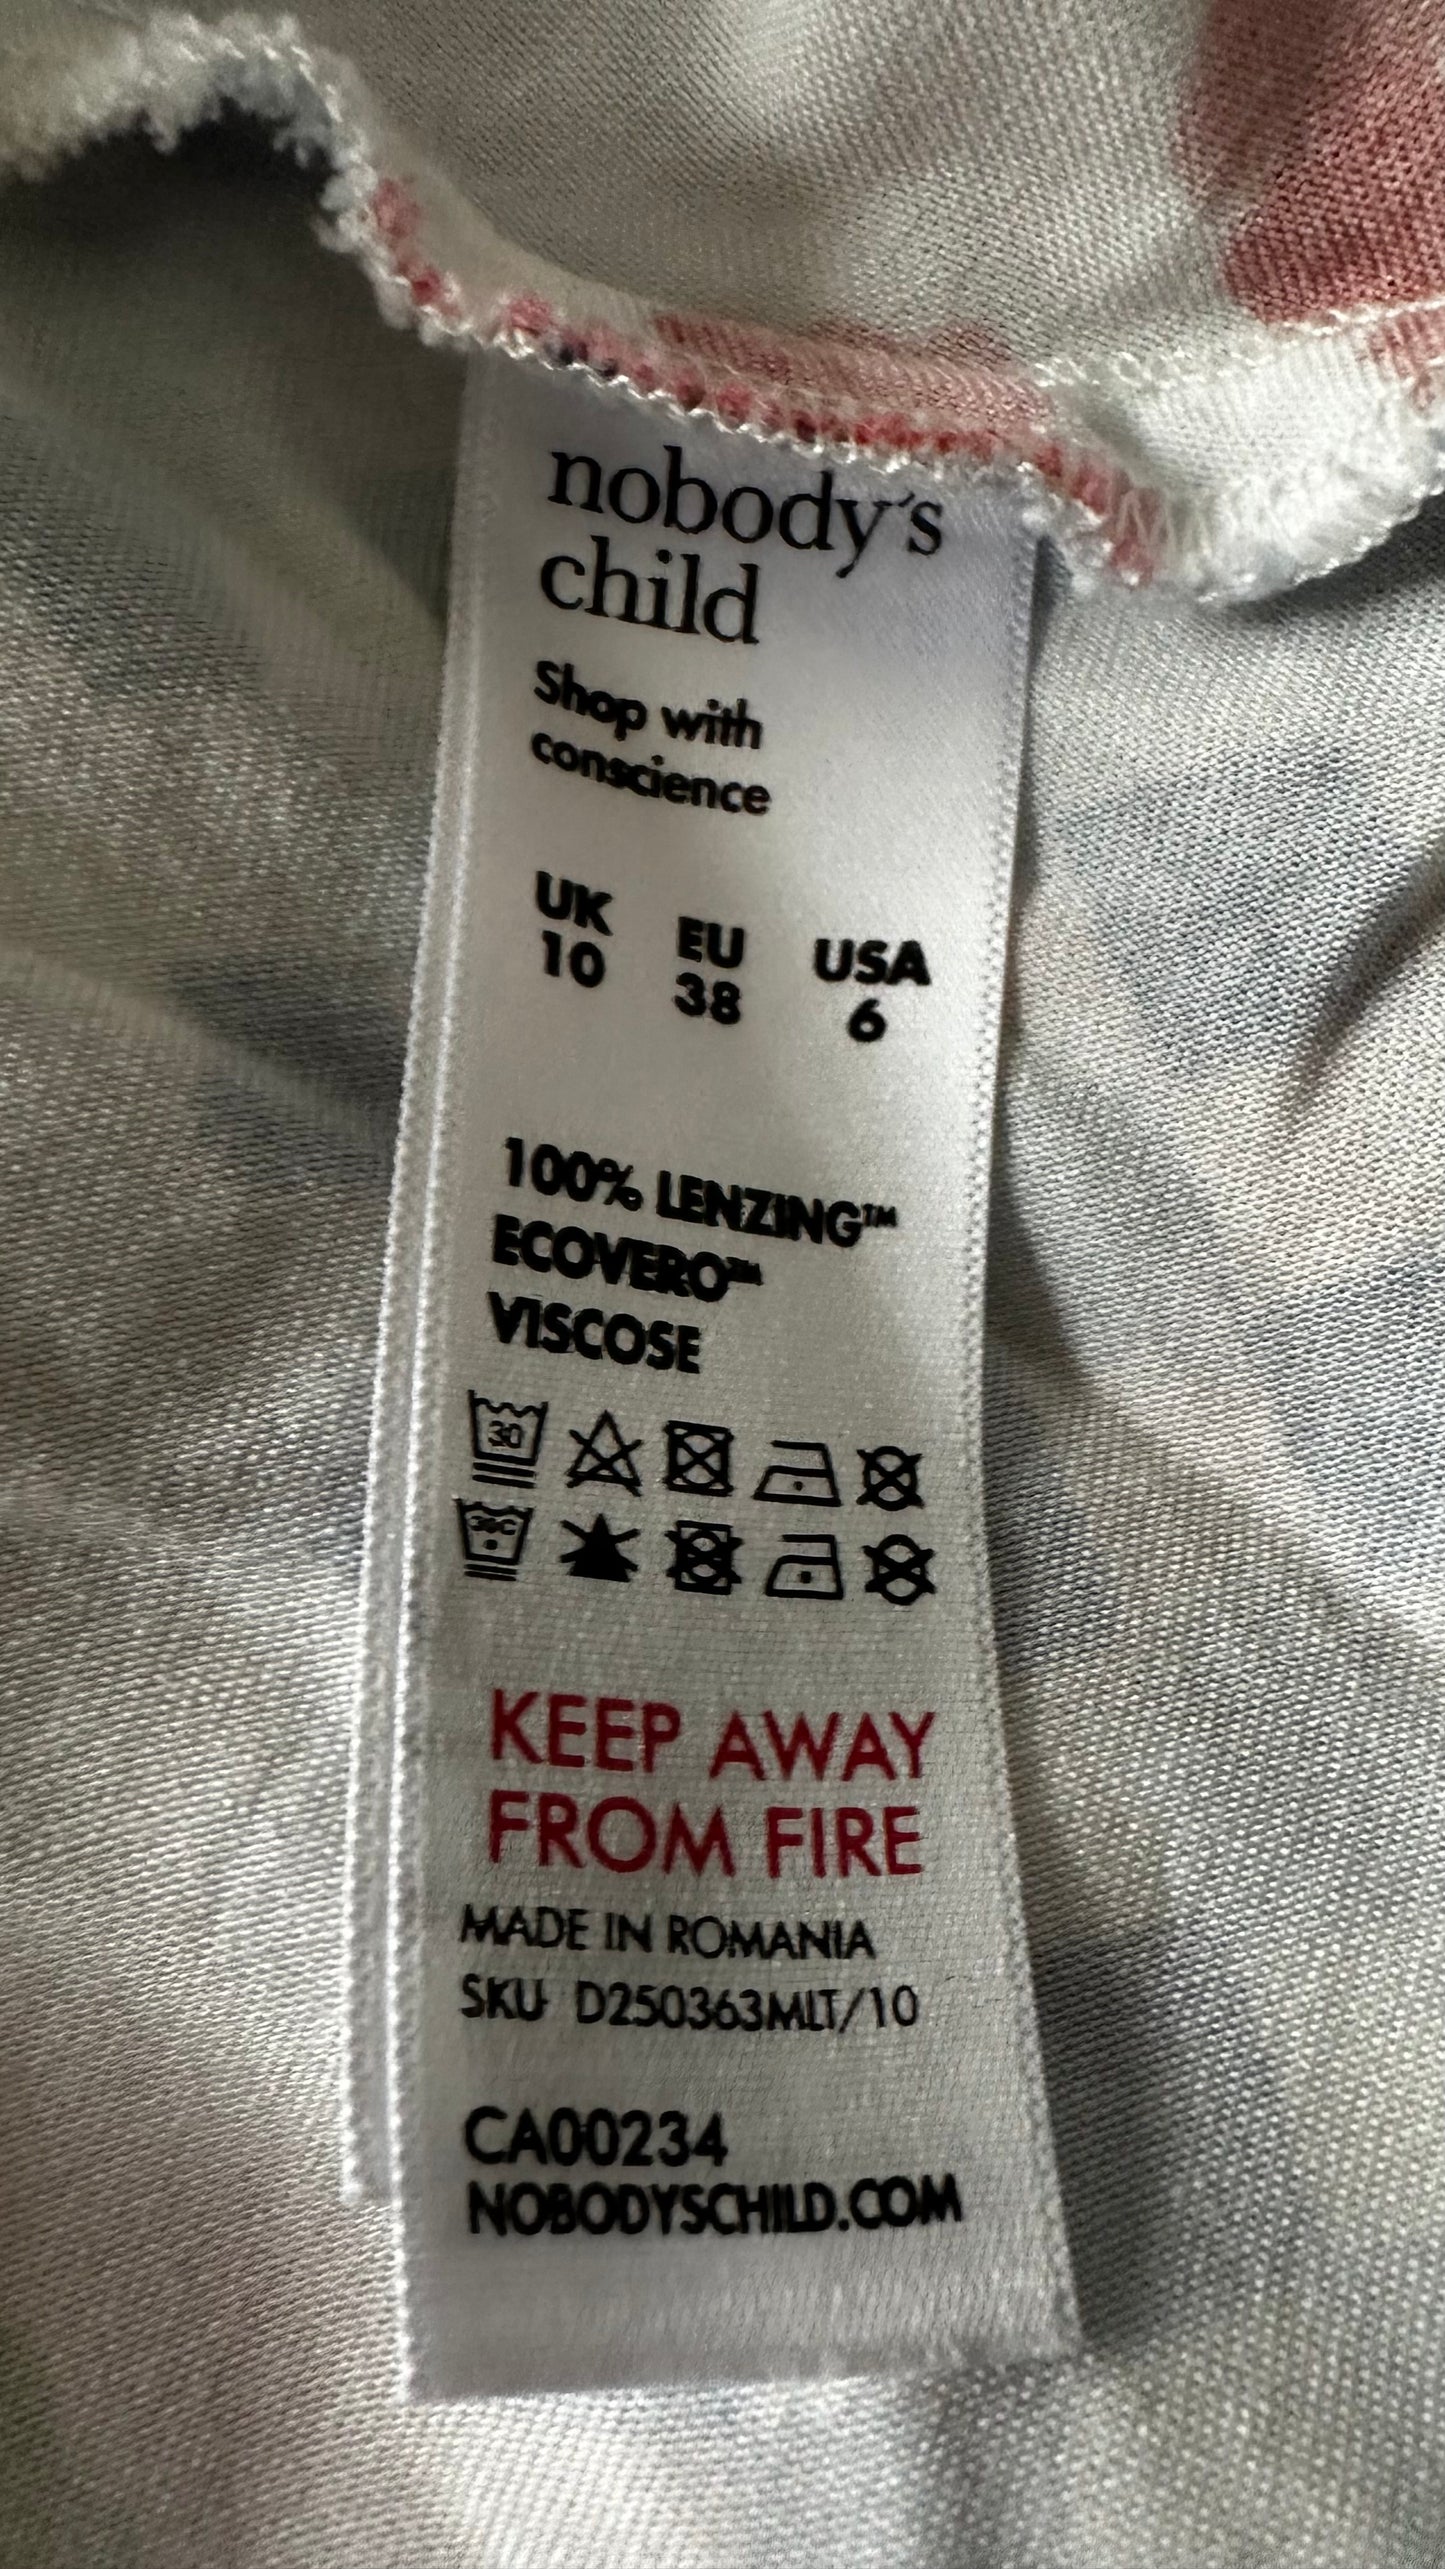 nobody's
child
Shop with
conscience
UK EU USA
10 38 6
100% LENZING™
ECOVERO™
VISCOSE
30
30C
KEEP AWAY
FROM FIRE
MADE IN ROMANIA
SKU D250363MLT/10
CA00234
NOBODYSCHILD.COM